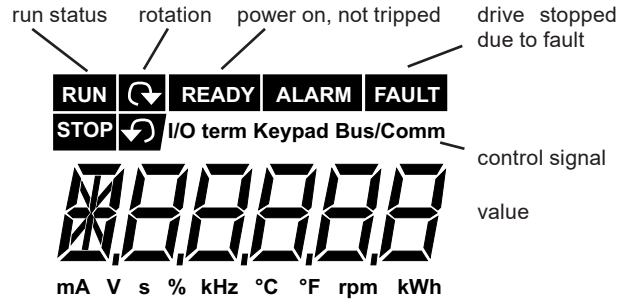 run status rotation power on, not tripped drive stopped
due to fault
RUN READY ALARM FAULT
STOP I/O term Keypad Bus/Comm
control signal
value
mA V s % kHz °C °F rpm kWh